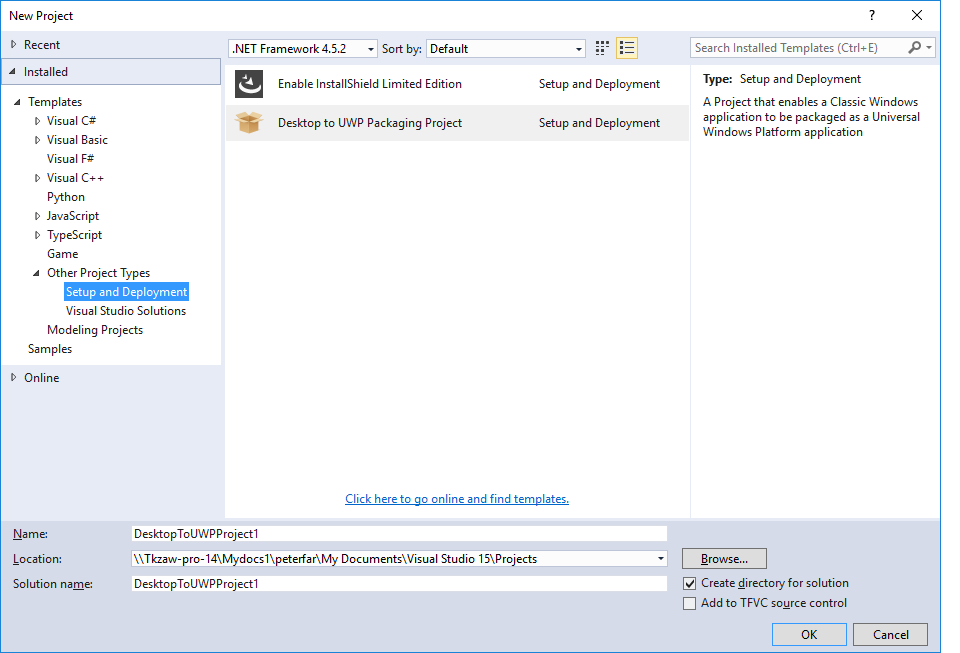 New Project
?
Recent
Installed
Templates
Visual C#
Visual Basic
Visual F#
Visual C++
Python
JavaScript
TypeScript
Game
Other Project Types
Setup and Deployment
Visual Studio Solutions
Modeling Projects
Samples
Online
.NET Framework 4.5.2
Sort by:
Default
Enable InstallShield Limited Edition
Setup and Deployment
Desktop to UWP Packaging Project
Setup and Deployment
Click here to go online and find templates.
Search Installed Templates (Ctrl+E)
Type: Setup and Deployment
A Project that enables a Classic Windows
application to be packaged as a Universal
Windows Platform application
Name:
DesktopToUWPProject1
Location:
\\Tkzaw-pro-14\Mydocs1\peterfar\My Documents\Visual Studio 15\Projects
Browse...
Solution name:
DesktopToUWPProject1
Create directory for solution
Add to TFVC source control
OK
Cancel